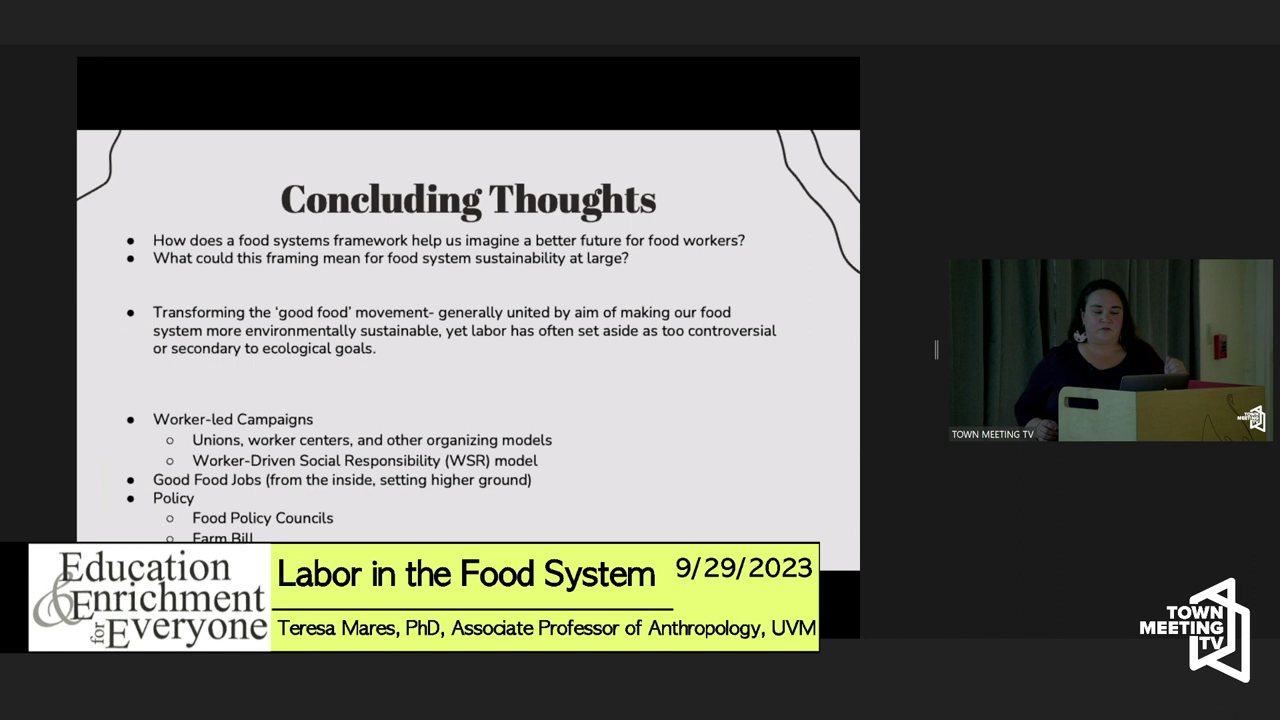 Concluding Thoughts
● How does a food systems framework help us imagine a better future for food workers?
● What could this framing mean for food system sustainability at large?
● Transforming the ‘good food’ movement- generally united by aim of making our food
system more environmentally sustainable, yet labor has often set aside as too controversial
or secondary to ecological goals.
● Worker-led Campaigns
○ Unions, worker centers, and other organizing models
○ Worker-Driven Social Responsibility (WSR) model
● Good Food Jobs (from the inside, setting higher ground)
● Policy
○ Food Policy Councils
○ Farm Bill
Education
& Enrichment
for Everyone
Labor in the Food System
9/29/2023
Teresa Mares, PhD, Associate Professor of Anthropology, UVM
TOWN MEETING TV
TOWN
MEETING
TV
TOWN
MEETING
TV